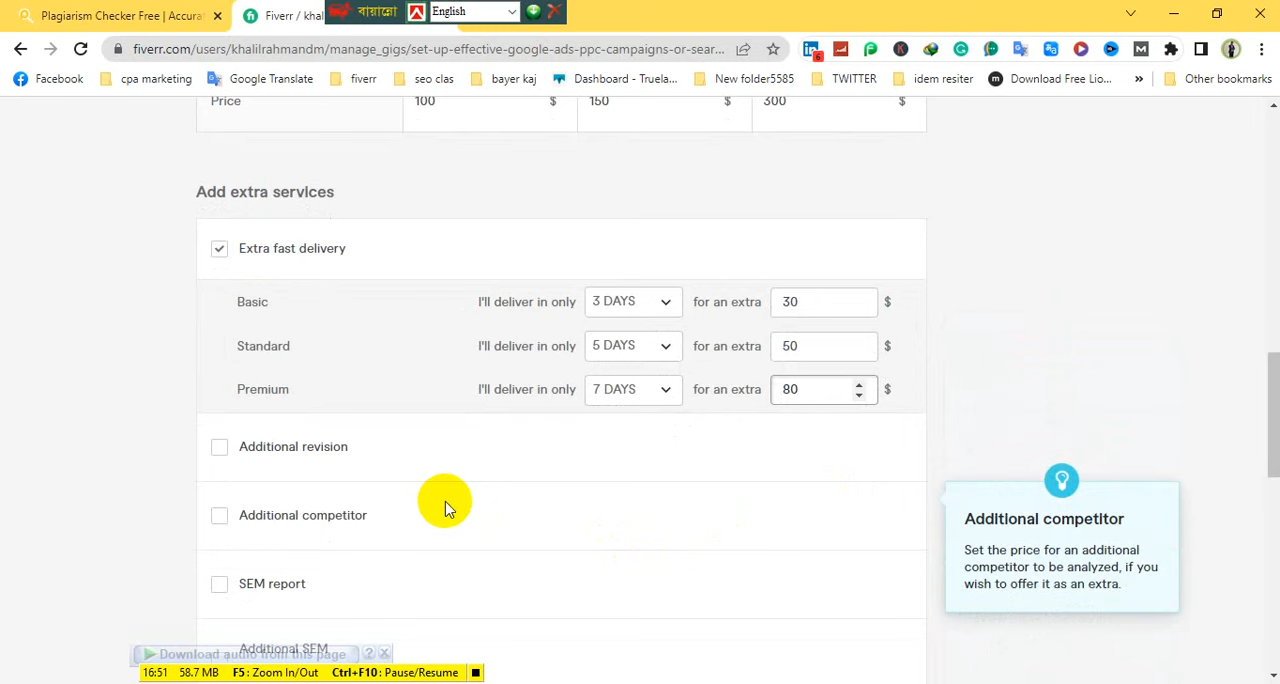 Plagiarism Checker Free | Accura
Fiverr / khal
বায়ান্নো
English
fiverr.com/users/khalilrahmandm/manage_gigs/set-up-effective-google-ads-ppc-campaigns-or-sear...
6
Facebook
cpa marketing
Google Translate
fiverr
seo clas
bayer kaj
Dashboard - Truela...
New folder5585
TWITTER
idem resiter
Download Free Lio...
»
Other bookmarks
Price 100 $ 150 $ 300 $
Add extra services
Extra fast delivery
Basic I'll deliver in only 3 DAYS for an extra 30 $
Standard I'll deliver in only 5 DAYS for an extra 50 $
Premium I'll deliver in only 7 DAYS for an extra 80 $
Additional revision
Additional competitor
SEM report
Additional SEM
Additional competitor
Set the price for an additional
competitor to be analyzed, if you
wish to offer it as an extra.
Download audio from this page ?
16:51 58.7 MB F5: Zoom In/Out Ctrl+F10: Pause/Resume